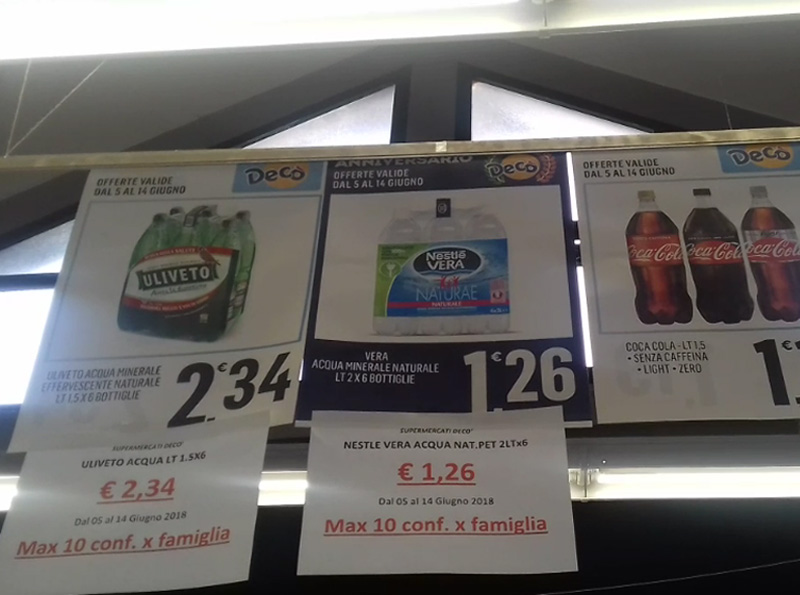 OFFERTE VALIDE
DAL 5 AL 14 GIUGNO
Decò
ULIVETO
ULIVETO ACQUA MINERALE
EFFERVESCENTE NATURALE
LT 1,5 X 6 BOTTIGLIE
2.€34
SUPERMERCATI DECO'
ULIVETO ACQUA LT 1.5X6
€ 2,34
Dal 05 al 14 Giugno 2018
Max 10 conf. x famiglia
ANNIVERSARIO
OFFERTE VALIDE
DAL 5 AL 14 GIUGNO
Decò
Nestlé
VERA
NATURAE
NATURALE
VERA
ACQUA MINERALE NATURALE
LT 2 X 6 BOTTIGLIE
1.€26
SUPERMERCATI DECO'
NESTLE VERA ACQUA NAT.PET 2LTx6
€ 1,26
Dal 05 al 14 Giugno 2018
Max 10 conf. x famiglia
OFFERTE VALIDE
DAL 5 AL 14 GIUGNO
Decò
Coca-Cola
Coca-Cola
Coca-Cola
COCA COLA - LT 1,5
• SENZA CAFFEINA
• LIGHT • ZERO
1.€